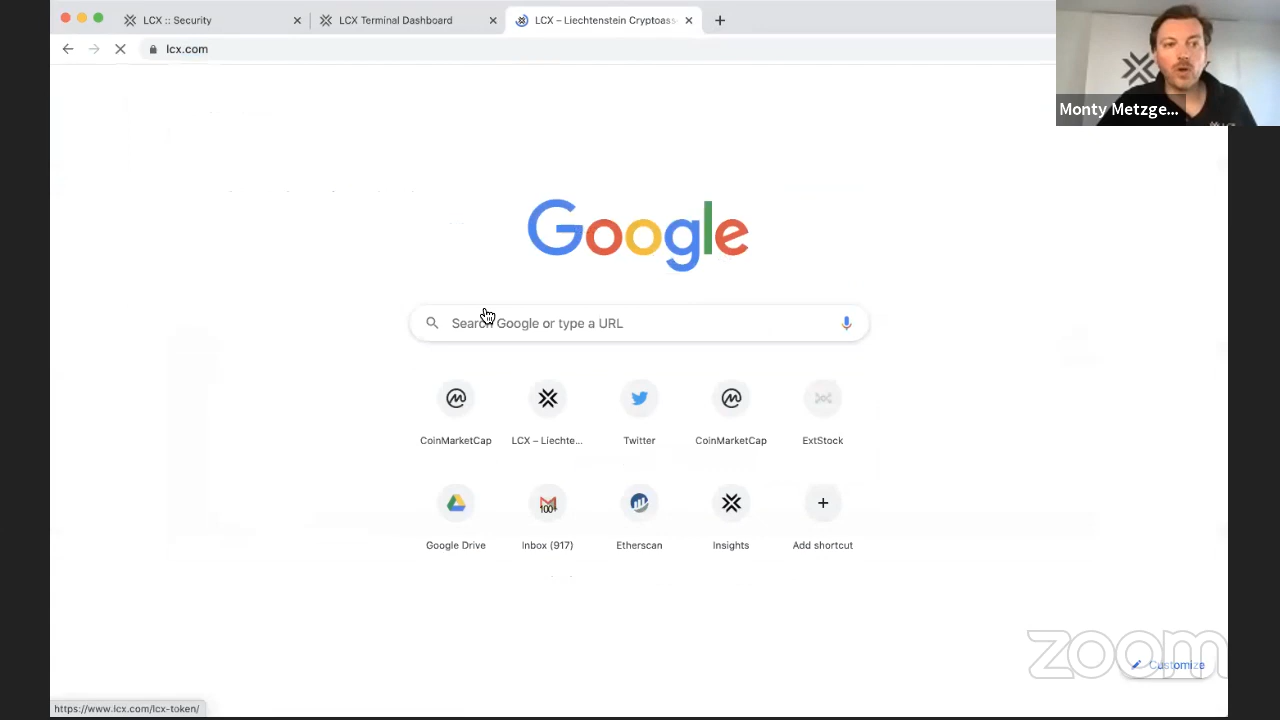 LCX :: Security
LCX Terminal Dashboard
LCX – Liechtenstein Cryptoass
lcx.com
Monty Metzge...
Google
Search Google or type a URL
CoinMarketCap
LCX – Liechte...
Twitter
CoinMarketCap
ExtStock
100+
Google Drive
Inbox (917)
Etherscan
Insights
Add shortcut
zoom
Customize
https://www.lcx.com/lcx-token/